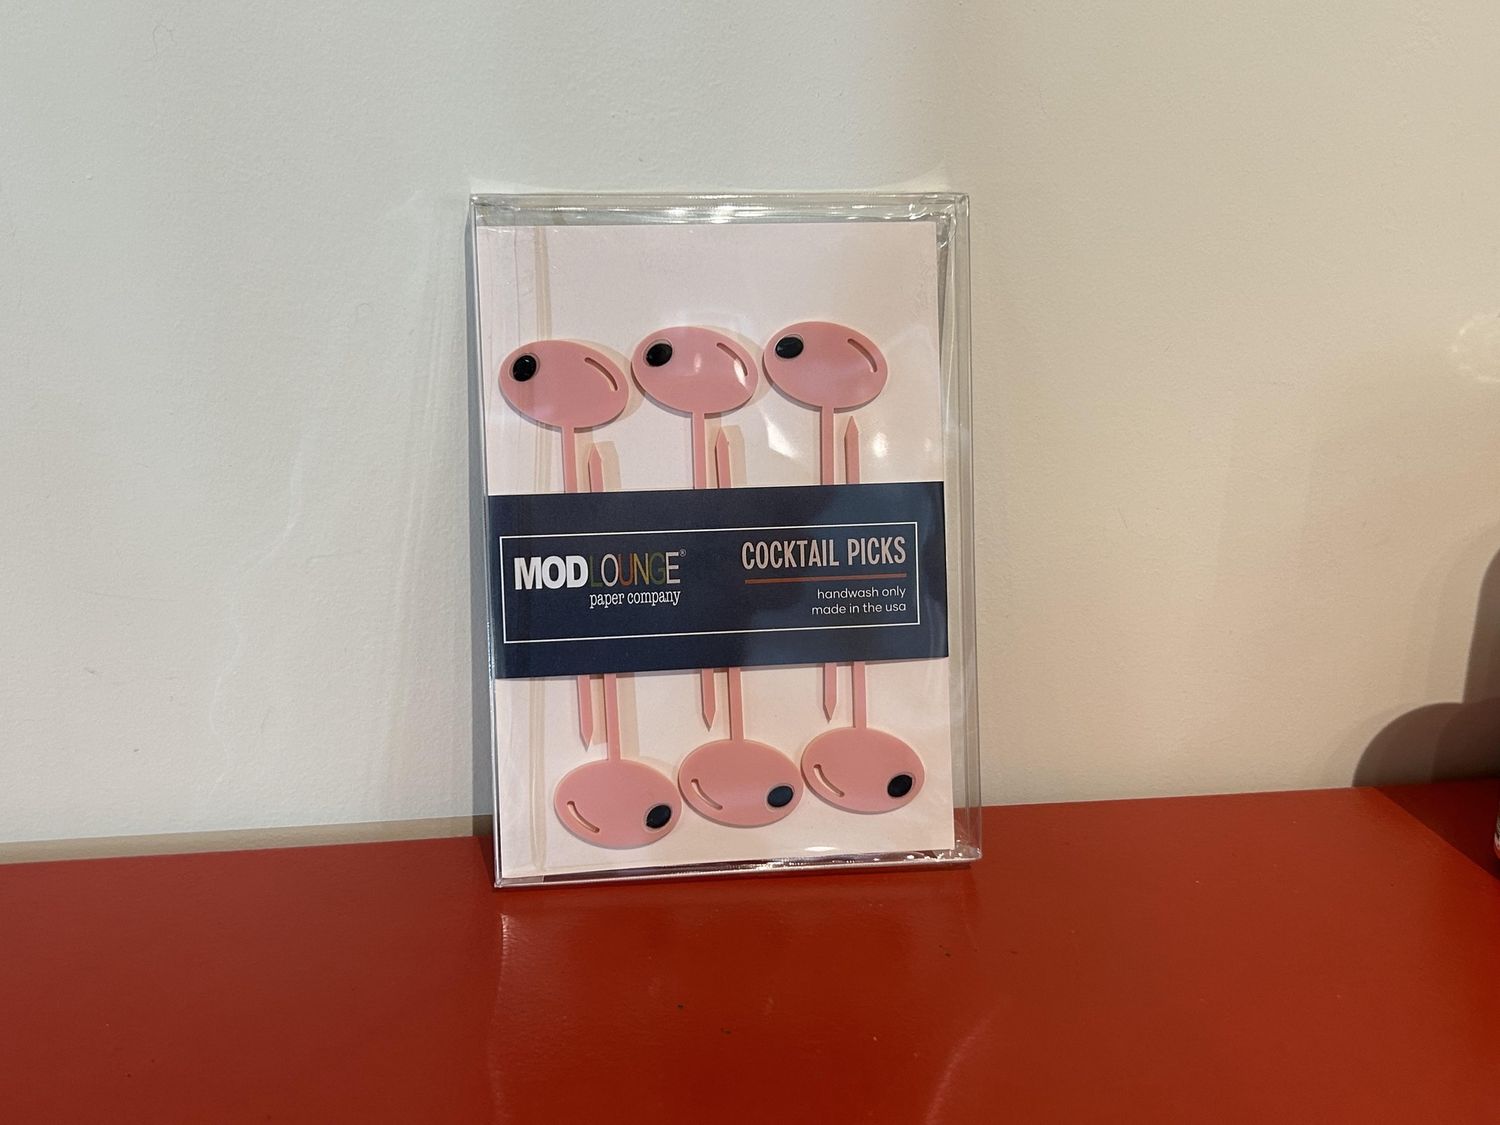 MODLOUNGE®
paper company
COCKTAIL PICKS
handwash only
made in the usa